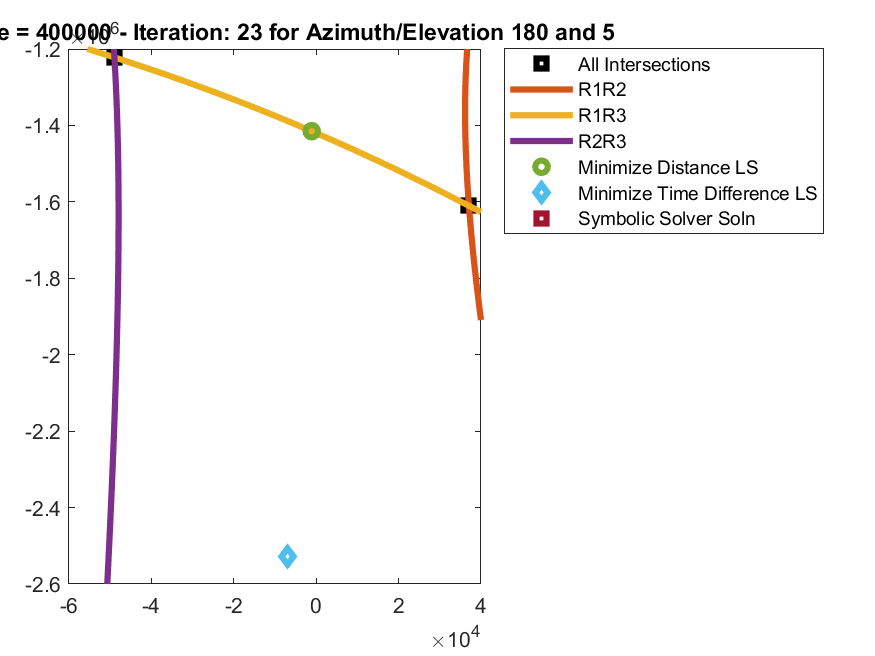 e = 400000 - Iteration: 23 for Azimuth/Elevation 180 and 5
-1.2
-1.4
-1.6
-1.8
-2
-2.2
-2.4
-2.6
-6 -4 -2 0 2 4
×10^4
All Intersections
R1R2
R1R3
R2R3
Minimize Distance LS
Minimize Time Difference LS
Symbolic Solver Soln